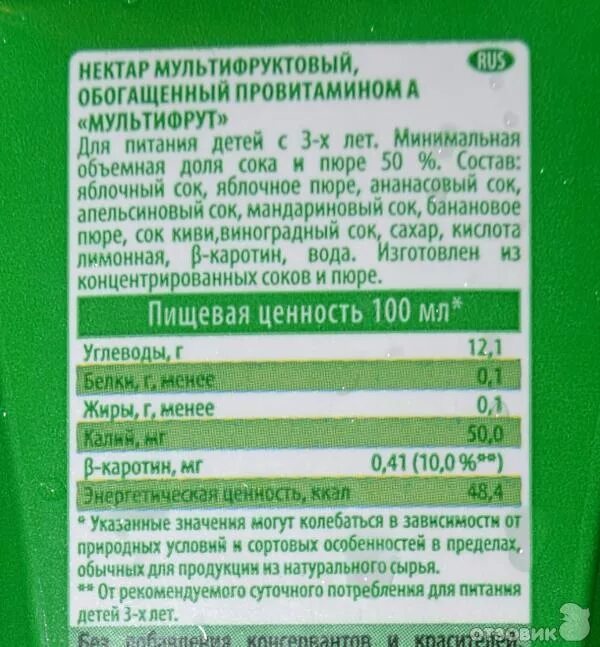 RUS
НЕКТАР МУЛЬТИФРУКТОВЫЙ,
ОБОГАЩЕННЫЙ ПРОВИТАМИНОМ А
«МУЛЬТИФРУТ»
Для питания детей с 3-х лет. Минимальная
объемная доля сока и пюре 50 %. Состав:
яблочный сок, яблочное пюре, ананасовый сок,
апельсиновый сок, мандариновый сок, банановое
пюре, сок киви,виноградный сок, сахар, кислота
лимонная, β-каротин, вода. Изготовлен из
концентрированных соков и пюре.
Пищевая ценность 100 мл*
Углеводы, г 12,1
Белки, г, менее 0,1
Жиры, г, менее 0,1
Калий, мг 50,0
β-каротин, мг 0,41 (10,0 %**)
Энергетическая ценность, ккал 48,4
* Указанные значения могут колебаться в зависимости от
природных условий и сортовых особенностей в пределах,
обычных для продукции из натурального сырья.
** От рекомендуемого суточного потребления для питания
детей 3-х лет.
Без добавления консервантов и красителей.
ОТЗОВИК